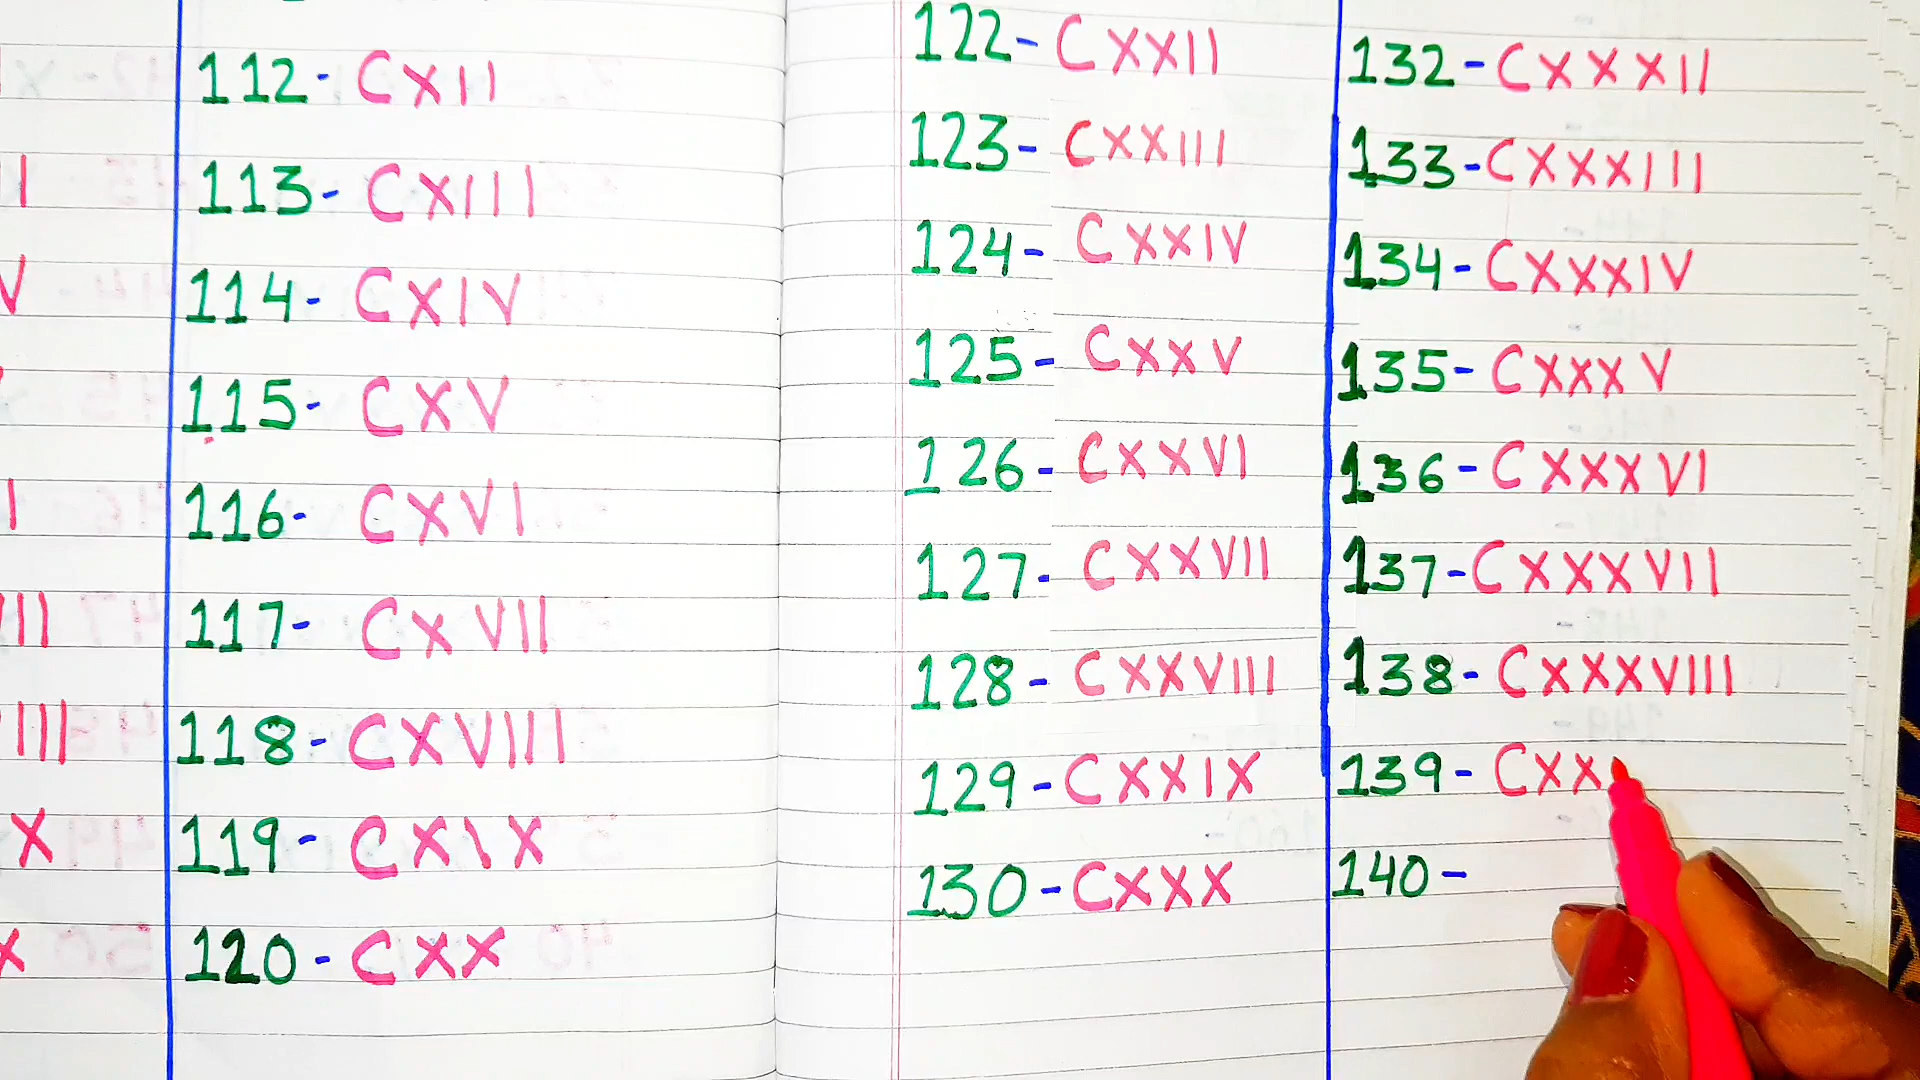 112- CXII
113- CXIII
114- CXIV
115- CXV
116- CXVI
117- CXVII
118- CXVIII
119- CXIX
120- CXX
122- CXXII
123- CXXIII
124- CXXIV
125- CXXV
126- CXXVI
127- CXXVII
128- CXXVIII
129- CXXIX
130- CXXX
132- CXXXII
133- CXXXIII
134- CXXXIV
135- CXXXV
136- CXXXVI
137- CXXXVII
138- CXXXVIII
139- CXX
140-